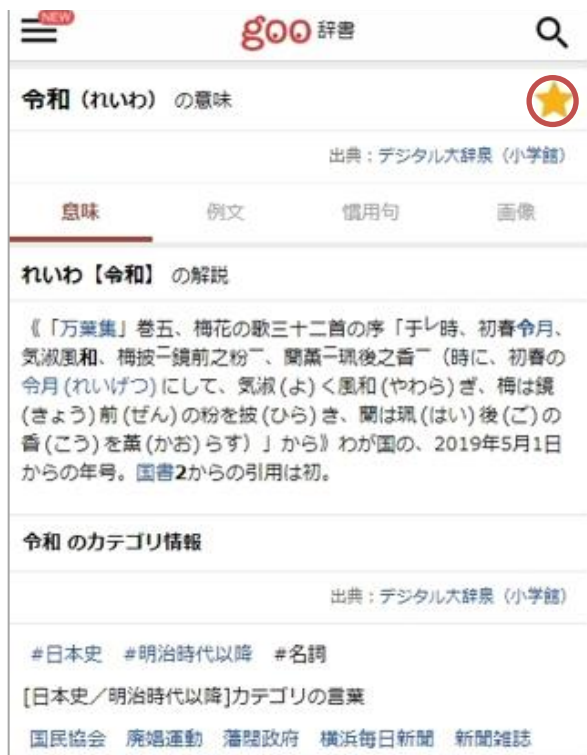 NEW
goo辞書
令和（れいわ） の意味
出典：デジタル大辞泉（小学館）
意味 例文 慣用句 画像
れいわ【令和】 の解説
《「万葉集」巻五、梅花の歌三十二首の序「于レ時、初春令月、
気淑風和、梅披二鏡前之粉一、蘭薫二珮後之香一（時に、初春の
令月(れいげつ)にして、気淑(よ)く風和(やわら)ぎ、梅は鏡
(きょう)前(ぜん)の粉を披(ひら)き、蘭は珮(はい)後(ご)の
香(こう)を薫(かお)らす）」から》わが国の、2019年5月1日
からの年号。国書2からの引用は初。
令和 のカテゴリ情報
出典：デジタル大辞泉（小学館）
#日本史 #明治時代以降 #名詞
[日本史／明治時代以降]カテゴリの言葉
国民協会 廃娼運動 藩閥政府 横浜毎日新聞 新聞雑誌